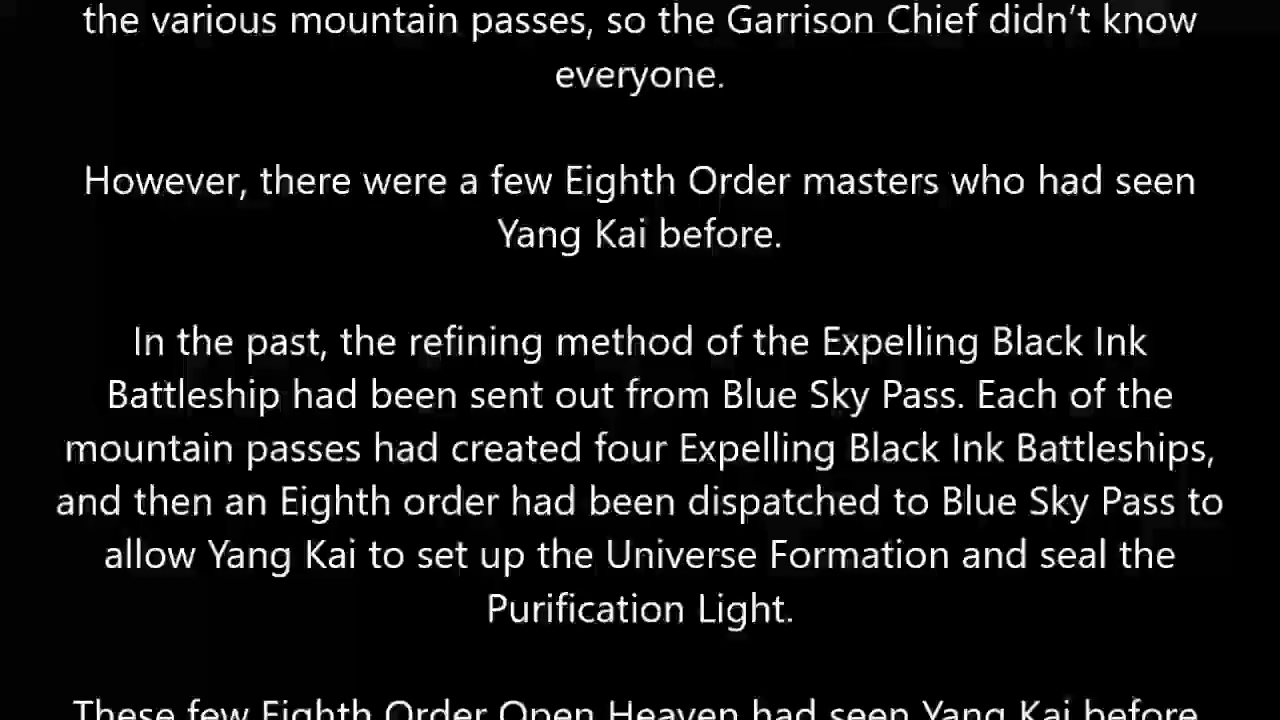 the various mountain passes, so the Garrison Chief didn’t know
everyone.
However, there were a few Eighth Order masters who had seen
Yang Kai before.
In the past, the refining method of the Expelling Black Ink
Battleship had been sent out from Blue Sky Pass. Each of the
mountain passes had created four Expelling Black Ink Battleships,
and then an Eighth order had been dispatched to Blue Sky Pass to
allow Yang Kai to set up the Universe Formation and seal the
Purification Light.
These few Eighth Order Open Heaven had seen Yang Kai before